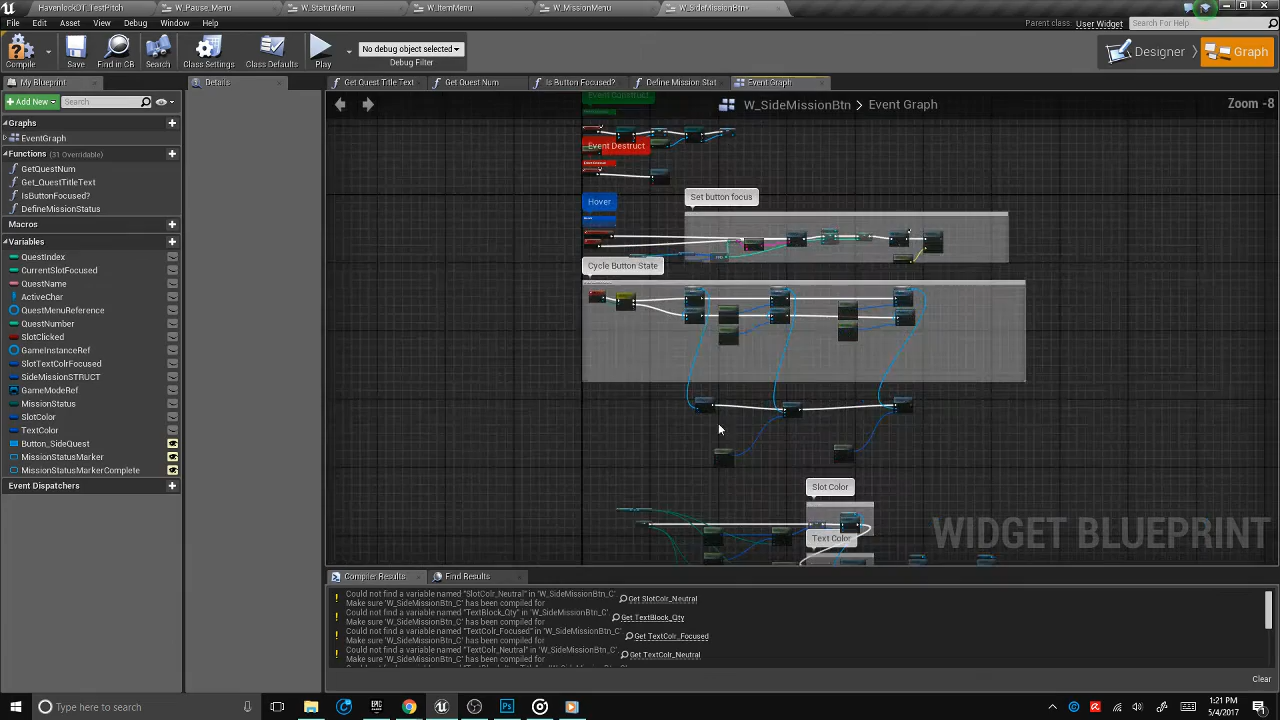 HavenlockOT_TestPitch
W_Pause.Menu
W_StatusMenu
W_ItemMenu
W_MissionMenu
W_SideMissionBtn*
File
Edit
Asset
View
Debug
Window
Help
Parent class: User Widget
Search For Help
Compile
Save
Find in CB
Search
Class Settings
Class Defaults
Play
No debug object selected
Debug Filter
Designer
Graph
My Blueprint
Details
Get Quest Title Text
Get Quest Num
Is Button Focused?
Define Mission Stat
Event Graph
+Add New
Search
W_SideMissionBtn > Event Graph
Zoom -8
Graphs
EventGraph
Functions (31 Overridable)
GetQuestNum
Get_QuestTitleText
IsButtonFocused?
DefineMissionStatus
Macros
Variables
QuestIndex
CurrentSlotFocused
QuestName
ActiveChar
QuestMenuReference
QuestNumber
SlotClicked
GameInstanceRef
SlotTextColrFocused
SideMissionSTRUCT
GameModeRef
MissionStatus
SlotColor
TextColor
Button_SideQuest
MissionStatusMarker
MissionStatusMarkerComplete
Event Dispatchers
Event Construct
Event Destruct
Hover
Set button focus
Cycle Button State
Slot Color
Text Color
WIDGET BLUEPRINT
Compiler Results
Find Results
Could not find a variable named "SlotColr_Neutral" in 'W_SideMissionBtn_C'
Make sure 'W_SideMissionBtn_C' has been compiled for
Get SlotColr_Neutral
Could not find a variable named "TextBlock_Qty" in 'W_SideMissionBtn_C'
Make sure 'W_SideMissionBtn_C' has been compiled for
Get TextBlock_Qty
Could not find a variable named "TextColr_Focused" in 'W_SideMissionBtn_C'
Make sure 'W_SideMissionBtn_C' has been compiled for
Get TextColr_Focused
Could not find a variable named "TextColr_Neutral" in 'W_SideMissionBtn_C'
Make sure 'W_SideMissionBtn_C' has been compiled for
Get TextColr_Neutral
Clear
Type here to search
1:21 PM
5/4/2017